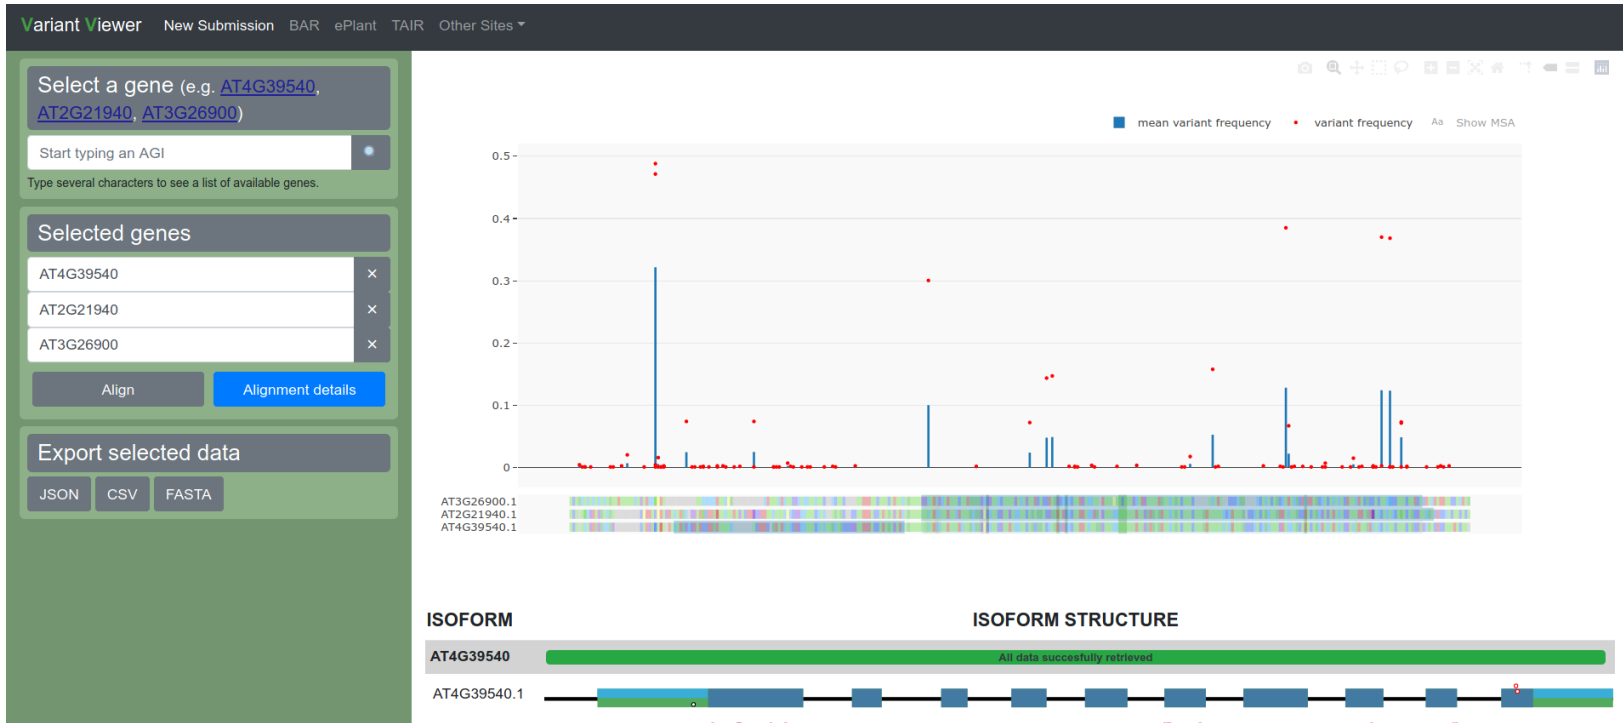 Variant Viewer New Submission BAR ePlant TAIR Other Sites
Select a gene (e.g. AT4G39540,
AT2G21940, AT3G26900)
Start typing an AGI
Type several characters to see a list of available genes.
Selected genes
AT4G39540 ×
AT2G21940 ×
AT3G26900 ×
Align Alignment details
Export selected data
JSON CSV FASTA
mean variant frequency variant frequency Aa Show MSA
0.5
0.4
0.3
0.2
0.1
0
AT3G26900.1
AT2G21940.1
AT4G39540.1
ISOFORM ISOFORM STRUCTURE
AT4G39540 All data succesfully retrieved
AT4G39540.1